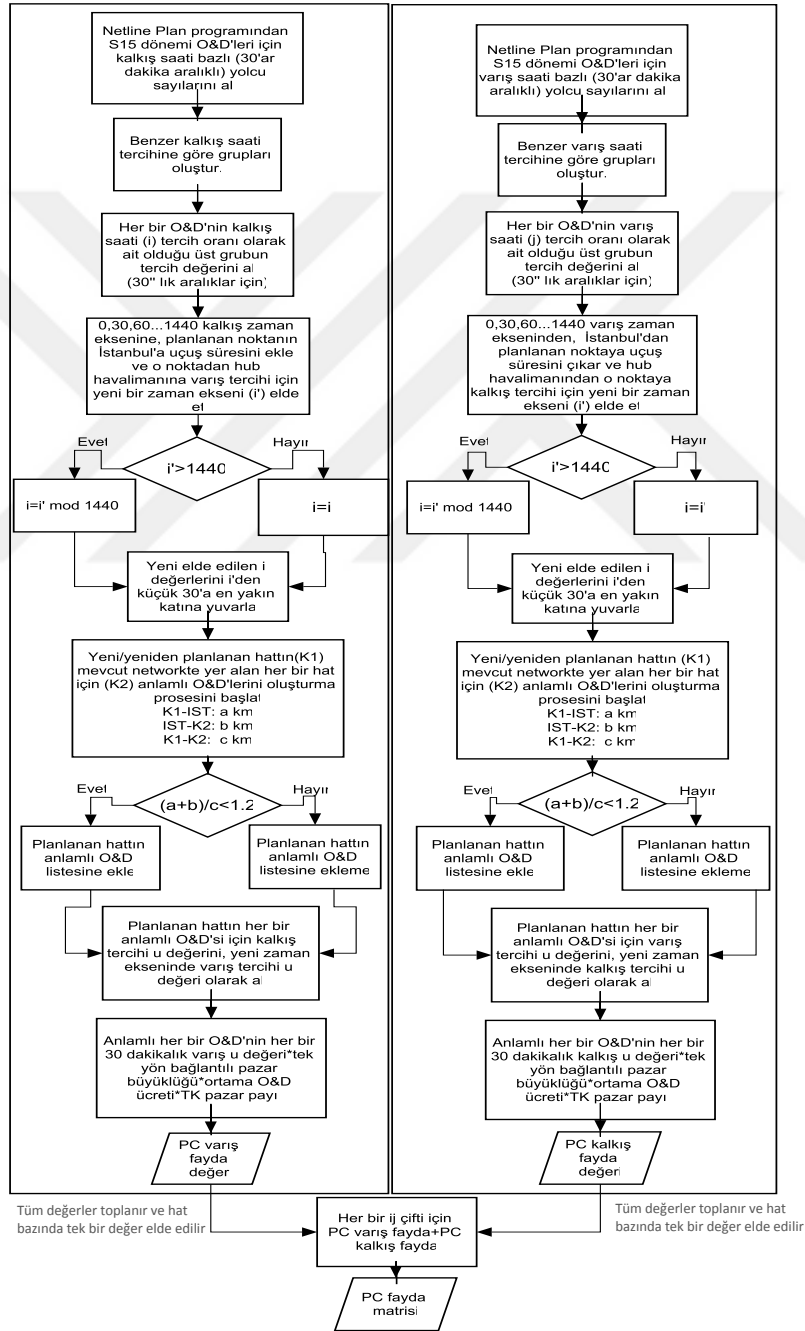 Netline Plan programından
S15 dönemi O&D'leri için
kalkış saati bazlı (30'ar
dakika aralıklı) yolcu
sayılarını al
Benzer kalkış saati
tercihine göre grupları
oluştur.
Her bir O&D'nin kalkış
saati (i) tercih oranı olarak
ait olduğu üst grubun
tercih değerini al
(30'' lık aralıklar için)
0,30,60...1440 kalkış zaman
eksenine, planlanan noktanın
İstanbul'a uçuş süresini ekle
ve o noktadan hub
havalimanına varış tercihi için
yeni bir zaman ekseni (i') elde
et
Evet
Hayır
i'>1440
i=i' mod 1440
i=i
Yeni elde edilen i
değerlerini i'den
küçük 30'a en yakın
katına yuvarla
Yeni/yeniden planlanan hattın(K1)
mevcut networkte yer alan her bir hat
için (K2) anlamlı O&D'lerini oluşturma
prosesini başlat
K1-IST: a km
IST-K2: b km
K1-K2:  c km
Evet
Hayır
(a+b)/c<1.2
Planlanan hattın
anlamlı O&D
listesine ekle
Planlanan hattın
anlamlı O&D
listesine ekleme
Planlanan hattın her bir
anlamlı O&D'si için kalkış
tercihi u değerini, yeni zaman
ekseninde varış tercihi u
değeri olarak al
Anlamlı her bir O&D'nin her bir
30 dakikalık varış u değeri*tek
yön bağlantılı pazar
büyüklüğü*ortama O&D
ücreti*TK pazar payı
PC varış
fayda
değer
Tüm değerler toplanır ve hat
bazında tek bir değer elde edilir
Netline Plan programından
S15 dönemi O&D'leri için
varış saati bazlı (30'ar
dakika aralıklı) yolcu
sayılarını al
Benzer varış saati
tercihine göre grupları
oluştur.
Her bir O&D'nin varış
saati (j) tercih oranı olarak
ait olduğu üst grubun
tercih değerini al
(30'' lık aralıklar için)
0,30,60...1440 varış zaman
ekseninden,  İstanbul'dan
planlanan noktaya uçuş
süresini çıkar ve hub
havalimanından o noktaya
kalkış tercihi için yeni bir
zaman ekseni (i') elde et
Evet
Hayır
i'>1440
i=i' mod 1440
i=i'
Yeni elde edilen i
değerlerini i'den
küçük 30'a en yakın
katına yuvarla
Yeni/yeniden planlanan hattın (K1)
mevcut networkte yer alan her bir hat
için (K2) anlamlı O&D'lerini oluşturma
prosesini başlat
K1-IST: a km
IST-K2: b km
K1-K2:  c km
Evet
Hayır
(a+b)/c<1.2
Planlanan hattın
anlamlı O&D
listesine ekle
Planlanan hattın
anlamlı O&D
listesine ekleme
Planlanan hattın her bir
anlamlı O&D'si için varış
tercihi u değerini, yeni zaman
ekseninde kalkış tercihi u
değeri olarak al
Anlamlı her bir O&D'nin her bir
30 dakikalık kalkış u değeri*tek
yön bağlantılı pazar
büyüklüğü*ortama O&D
ücreti*TK pazar payı
PC kalkış
fayda
değeri
Tüm değerler toplanır ve hat
bazında tek bir değer elde edilir
Her bir ij çifti için
PC varış fayda+PC
kalkış fayda
PC fayda
matrisi